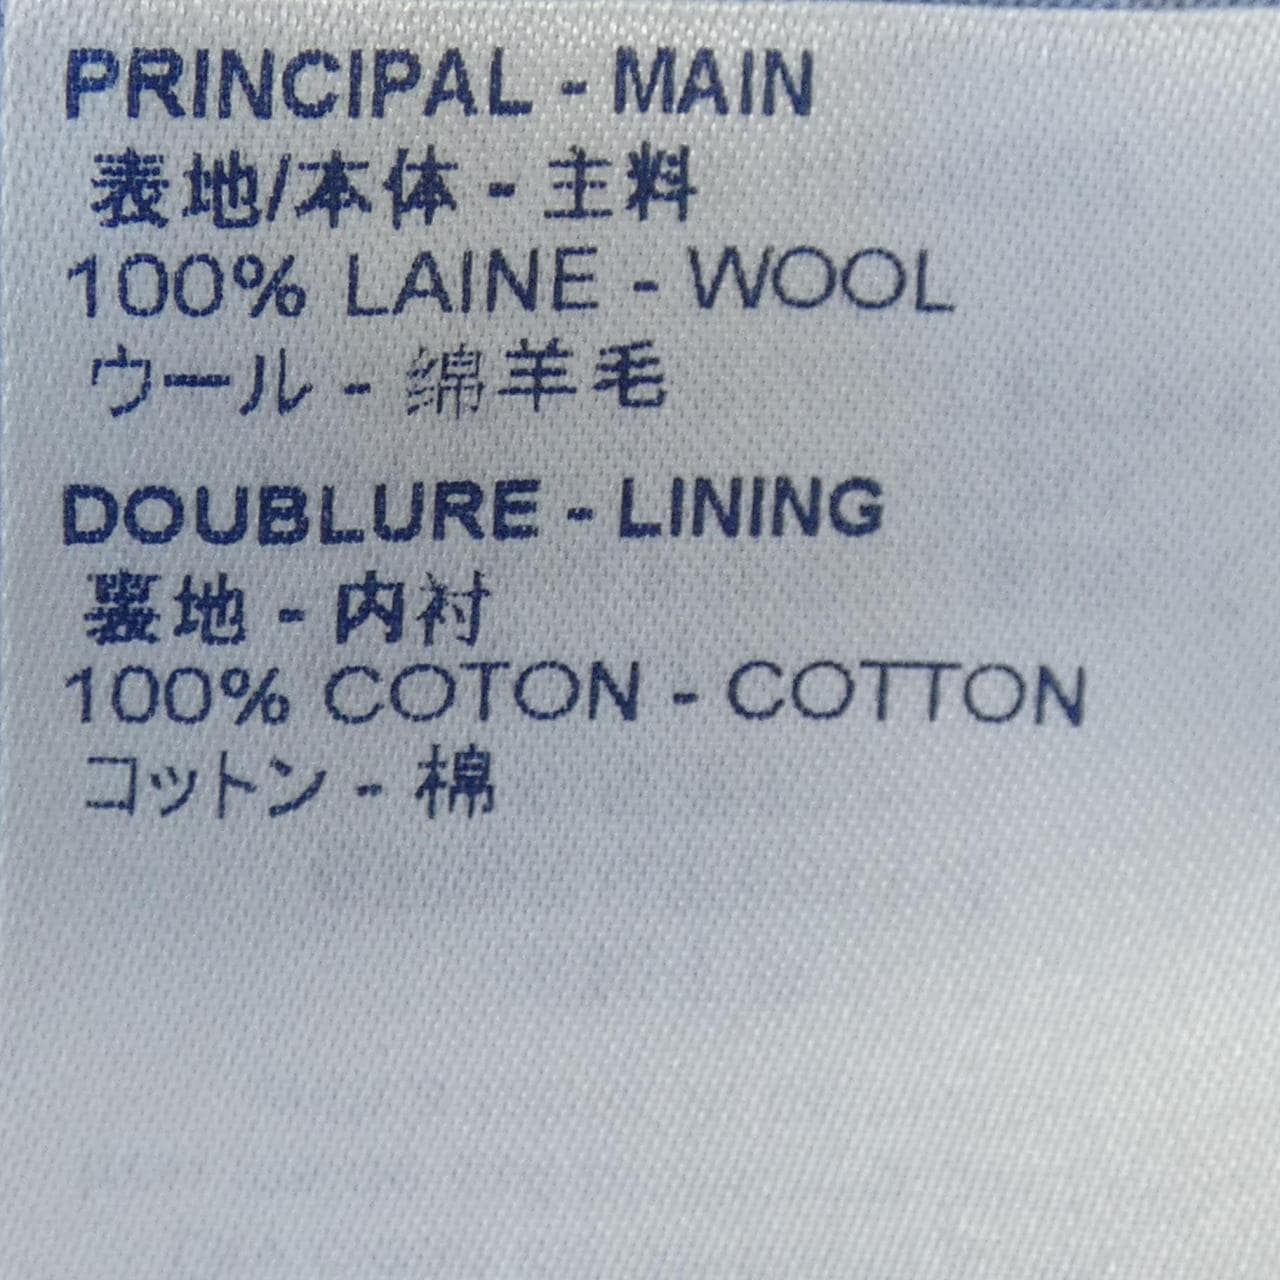 PRINCIPAL - MAIN
表地/本体 - 主料
100% LAINE - WOOL
ウール - 绵羊毛
DOUBLURE - LINING
裏地 - 内衬
100% COTON - COTTON
コットン - 棉